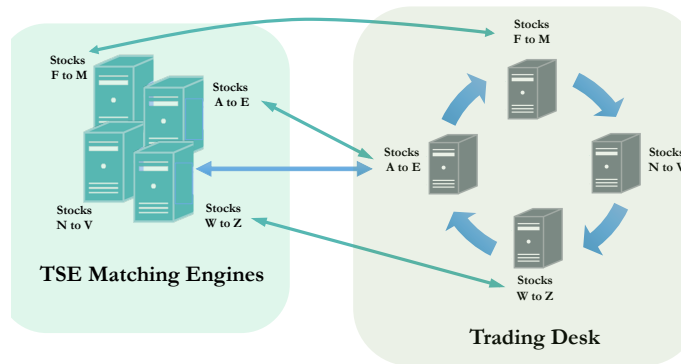 Stocks
F to M
Stocks
A to E
Stocks
N to V
Stocks
W to Z
TSE Matching Engines
Stocks
F to M
Stocks
A to E
Stocks
N to V
Stocks
W to Z
Trading Desk